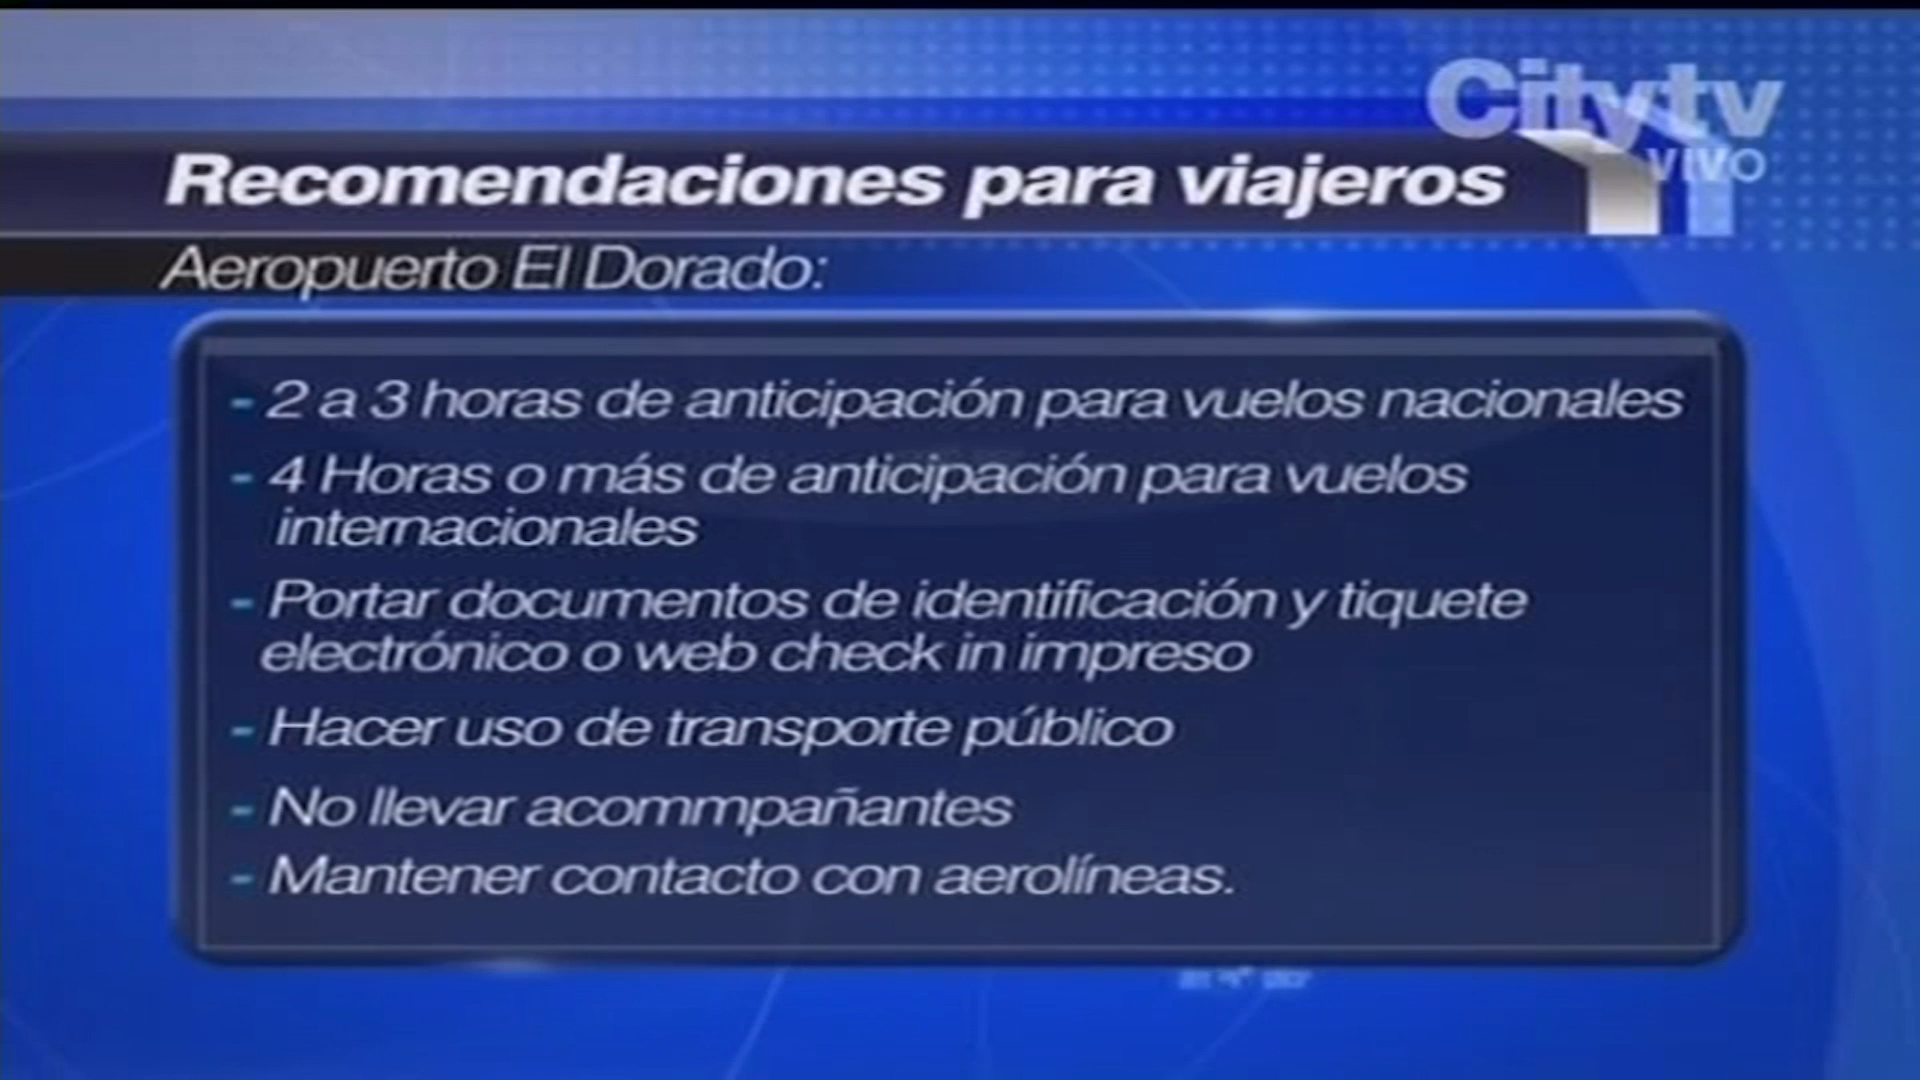 Citytv
VIVO
Recomendaciones para viajeros
Aeropuerto El Dorado:
- 2 a 3 horas de anticipación para vuelos nacionales
- 4 Horas o más de anticipación para vuelos
internacionales
- Portar documentos de identificación y tiquete
electrónico o web check in impreso
- Hacer uso de transporte público
- No llevar acommpañantes
- Mantener contacto con aerolíneas.